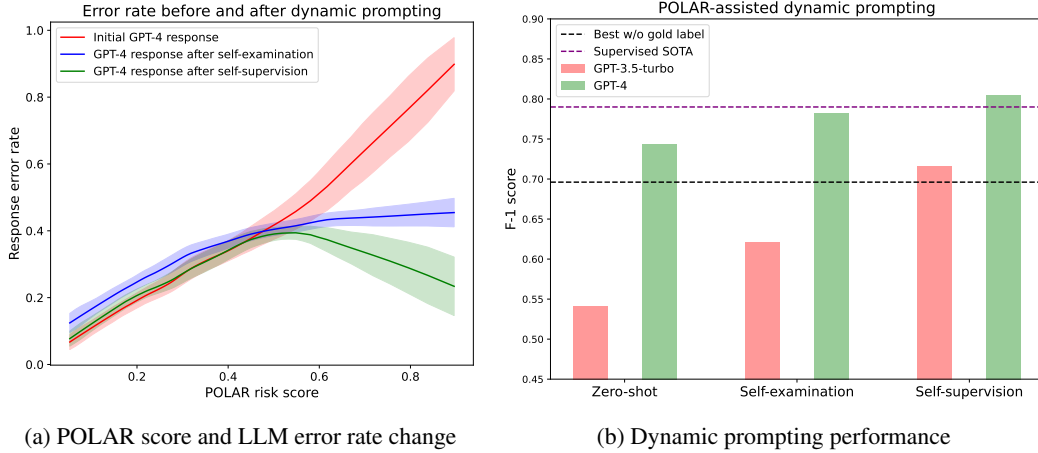 Error rate before and after dynamic prompting
Initial GPT-4 response
GPT-4 response after self-examination
GPT-4 response after self-supervision
Response error rate
1.0
0.8
0.6
0.4
0.2
0.0
0.2 0.4 0.6 0.8
POLAR risk score
(a) POLAR score and LLM error rate change
POLAR-assisted dynamic prompting
Best w/o gold label
Supervised SOTA
GPT-3.5-turbo
GPT-4
F-1 score
0.90
0.85
0.80
0.75
0.70
0.65
0.60
0.55
0.50
0.45
Zero-shot Self-examination Self-supervision
(b) Dynamic prompting performance